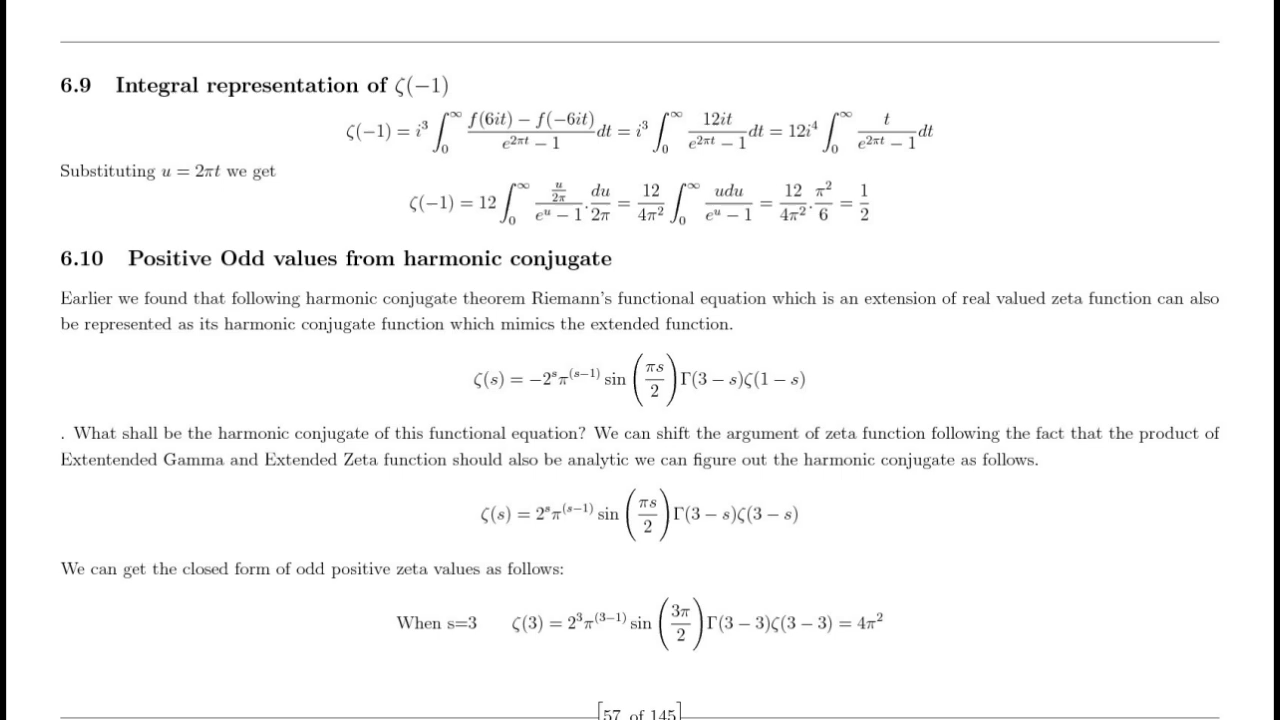 6.9 Integral representation of ζ(−1)
ζ(−1) = i³ ∫₀^∞ (f(6it) − f(−6it))/(e^{2πt} − 1) dt = i³ ∫₀^∞ 12it/(e^{2πt} − 1) dt = 12i⁴ ∫₀^∞ t/(e^{2πt} − 1) dt
Substituting u = 2πt we get
ζ(−1) = 12 ∫₀^∞ (u/2π)/(e^u − 1) . du/2π = 12/4π² ∫₀^∞ udu/(e^u − 1) = 12/4π² . π²/6 = 1/2
6.10 Positive Odd values from harmonic conjugate
Earlier we found that following harmonic conjugate theorem Riemann's functional equation which is an extension of real valued zeta function can also
be represented as its harmonic conjugate function which mimics the extended function.
ζ(s) = −2^s π^{(s−1)} sin (πs/2) Γ(3 − s)ζ(1 − s)
. What shall be the harmonic conjugate of this functional equation? We can shift the argument of zeta function following the fact that the product of
Extentended Gamma and Extended Zeta function should also be analytic we can figure out the harmonic conjugate as follows.
ζ(s) = 2^s π^{(s−1)} sin (πs/2) Γ(3 − s)ζ(3 − s)
We can get the closed form of odd positive zeta values as follows:
When s=3 ζ(3) = 2³π^{(3−1)} sin (3π/2) Γ(3 − 3)ζ(3 − 3) = 4π²
[57 of 145]